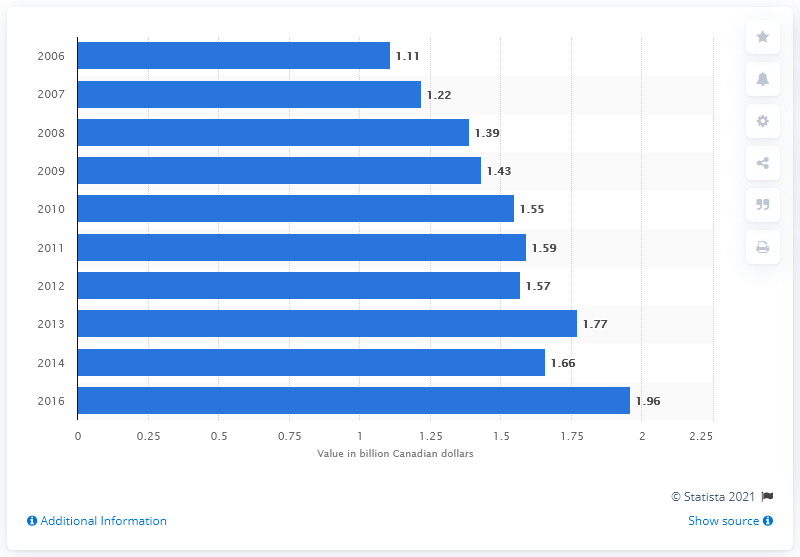 2006 1.11
2007 1.22
2008 1.39
2009 1.43
2010 1.55
2011 1.59
2012 1.57
2013 1.77
2014 1.66
2016 1.96
0 0.25 0.5 0.75 1 1.25 1.5 1.75 2 2.25
Value in billion Canadian dollars
© Statista 2021
Additional Information Show source